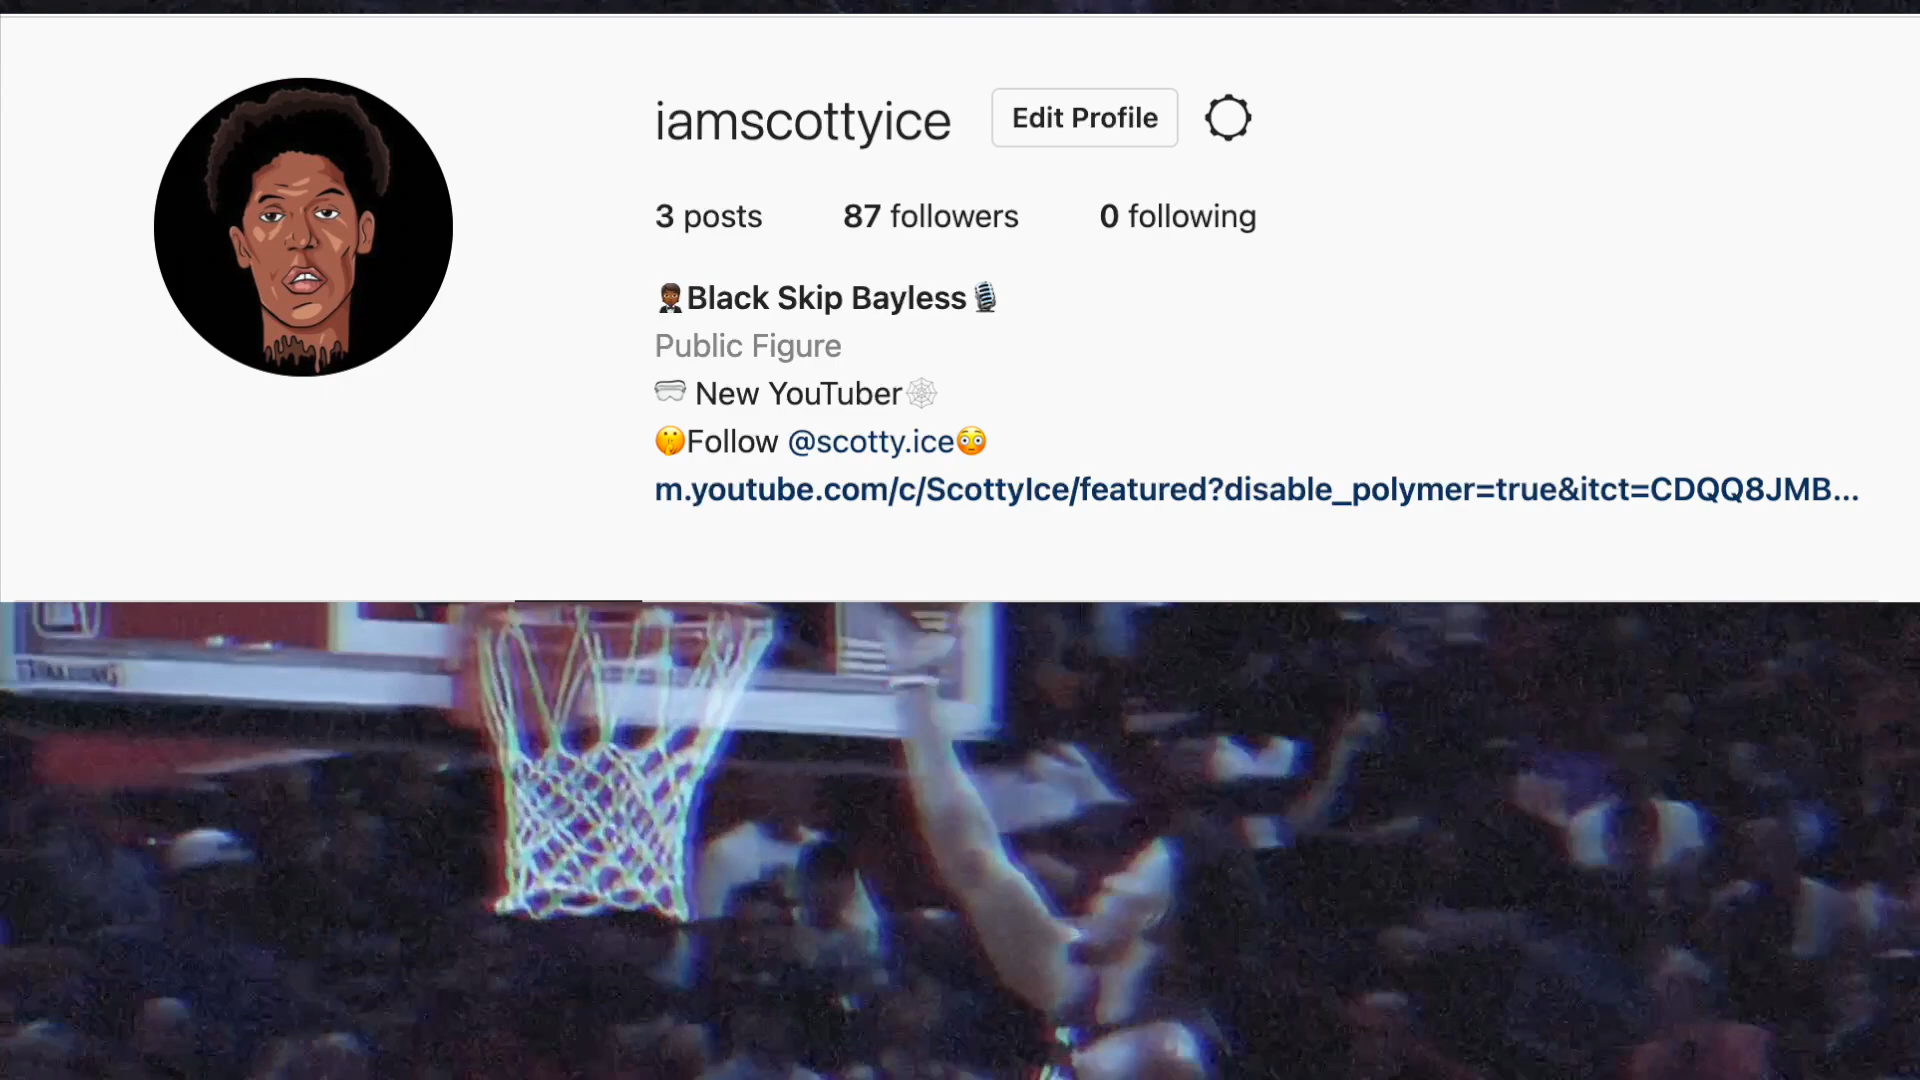 iamscottyice Edit Profile
3 posts 87 followers 0 following
🤵🏾Black Skip Bayless🎙
Public Figure
🥽 New YouTuber🕸
🤫Follow @scotty.ice😳
m.youtube.com/c/ScottyIce/featured?disable_polymer=true&itct=CDQQ8JMB...